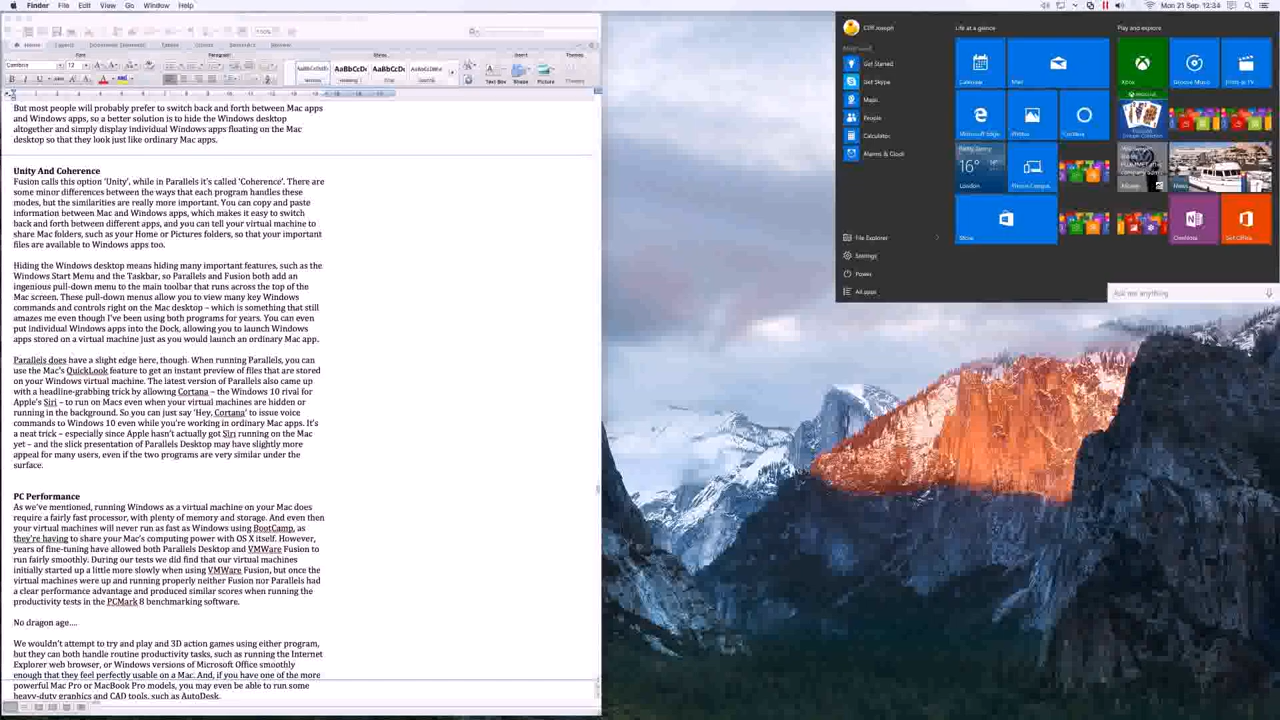 Finder File Edit View Go Window Help
Mon 21 Sep 12:34
Home
Font
Paragraph
Styles
Insert
Themes
Cambria
12
AaBbCcDc
AaBbCcDc
AaBbCcDc
Text Box
Shape
Picture
Themes
But most people will probably prefer to switch back and forth between Mac apps
and Windows apps, so a better solution is to hide the Windows desktop
altogether and simply display individual Windows apps floating on the Mac
desktop so that they look just like ordinary Mac apps.
Unity And Coherence
Fusion calls this option ‘Unity’, while in Parallels it’s called ‘Coherence’. There are
some minor differences between the ways that each program handles these
modes, but the similarities are really more important. You can copy and paste
information between Mac and Windows apps, which makes it easy to switch
back and forth between different apps, and you can tell your virtual machine to
share Mac folders, such as your Home or Pictures folders, so that your important
files are available to Windows apps too.
Hiding the Windows desktop means hiding many important features, such as the
Windows Start Menu and the Taskbar, so Parallels and Fusion both add an
ingenious pull-down menu to the main toolbar that runs across the top of the
Mac screen. These pull-down menus allow you to view many key Windows
commands and controls right on the Mac desktop – which is something that still
amazes me even though I’ve been using both programs for years. You can even
put individual Windows apps into the Dock, allowing you to launch Windows
apps stored on a virtual machine just as you would launch an ordinary Mac app.
Parallels does have a slight edge here, though. When running Parallels, you can
use the Mac’s QuickLook feature to get an instant preview of files that are stored
on your Windows virtual machine. The latest version of Parallels also came up
with a headline-grabbing trick by allowing Cortana – the Windows 10 rival for
Apple’s Siri – to run on Macs even when your virtual machines are hidden or
running in the background. So you can just say ‘Hey, Cortana’ to issue voice
commands to Windows 10 even while you’re working in ordinary Mac apps. It’s
a neat trick – especially since Apple hasn’t actually got Siri running on the Mac
yet – and the slick presentation of Parallels Desktop may have slightly more
appeal for many users, even if the two programs are very similar under the
surface.
PC Performance
As we’ve mentioned, running Windows as a virtual machine on your Mac does
require a fairly fast processor, with plenty of memory and storage. And even then
your virtual machines will never run as fast as Windows using BootCamp, as
they’re having to share your Mac’s computing power with OS X itself. However,
years of fine-tuning have allowed both Parallels Desktop and VMWare Fusion to
run fairly smoothly. During our tests we did find that our virtual machines
initially started up a little more slowly when using VMWare Fusion, but once the
virtual machines were up and running properly neither Fusion nor Parallels had
a clear performance advantage and produced similar scores when running the
productivity tests in the PCMark 8 benchmarking software.
No dragon age….
We wouldn’t attempt to try and play and 3D action games using either program,
but they can both handle routine productivity tasks, such as running the Internet
Explorer web browser, or Windows versions of Microsoft Office smoothly
enough that they feel perfectly usable on a Mac. And, if you have one of the more
powerful Mac Pro or MacBook Pro models, you may even be able to run some
heavy-duty graphics and CAD tools, such as AutoDesk.
Cliff Joseph
Most used
Get Started
Get Skype
Maps
People
Calculator
Alarms & Clock
File Explorer
Settings
Power
All apps
Life at a glance
Calendar
Mail
Microsoft Edge
Photos
Cortana
16°
London
Phone Compan...
Store
Play and explore
Xbox
Groove Music
Films & TV
Money
News
OneNote
Get Office
Ask me anything